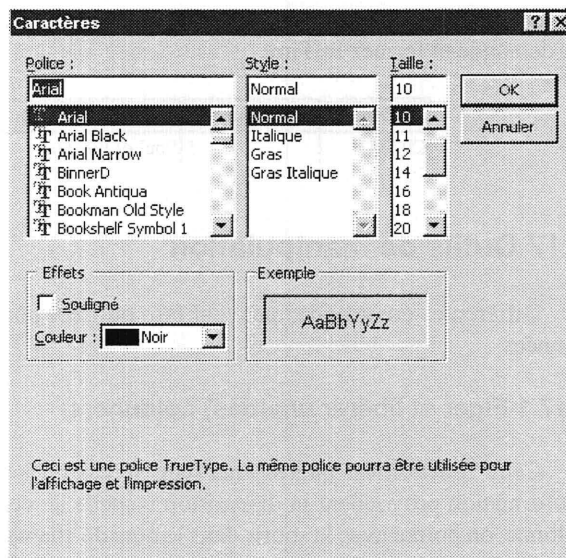 Caractères
Police :
Style :
Taille :
Arial
Normal
10
OK
Annuler
Arial
Arial Black
Arial Narrow
BinnerD
Book Antiqua
Bookman Old Style
Bookshelf Symbol 1
Normal
Italique
Gras
Gras Italique
10
11
12
14
16
18
20
Effets
Souligné
Couleur :
Noir
Exemple
AaBbYyZz
Ceci est une police TrueType. La même police pourra être utilisée pour
l'affichage et l'impression.